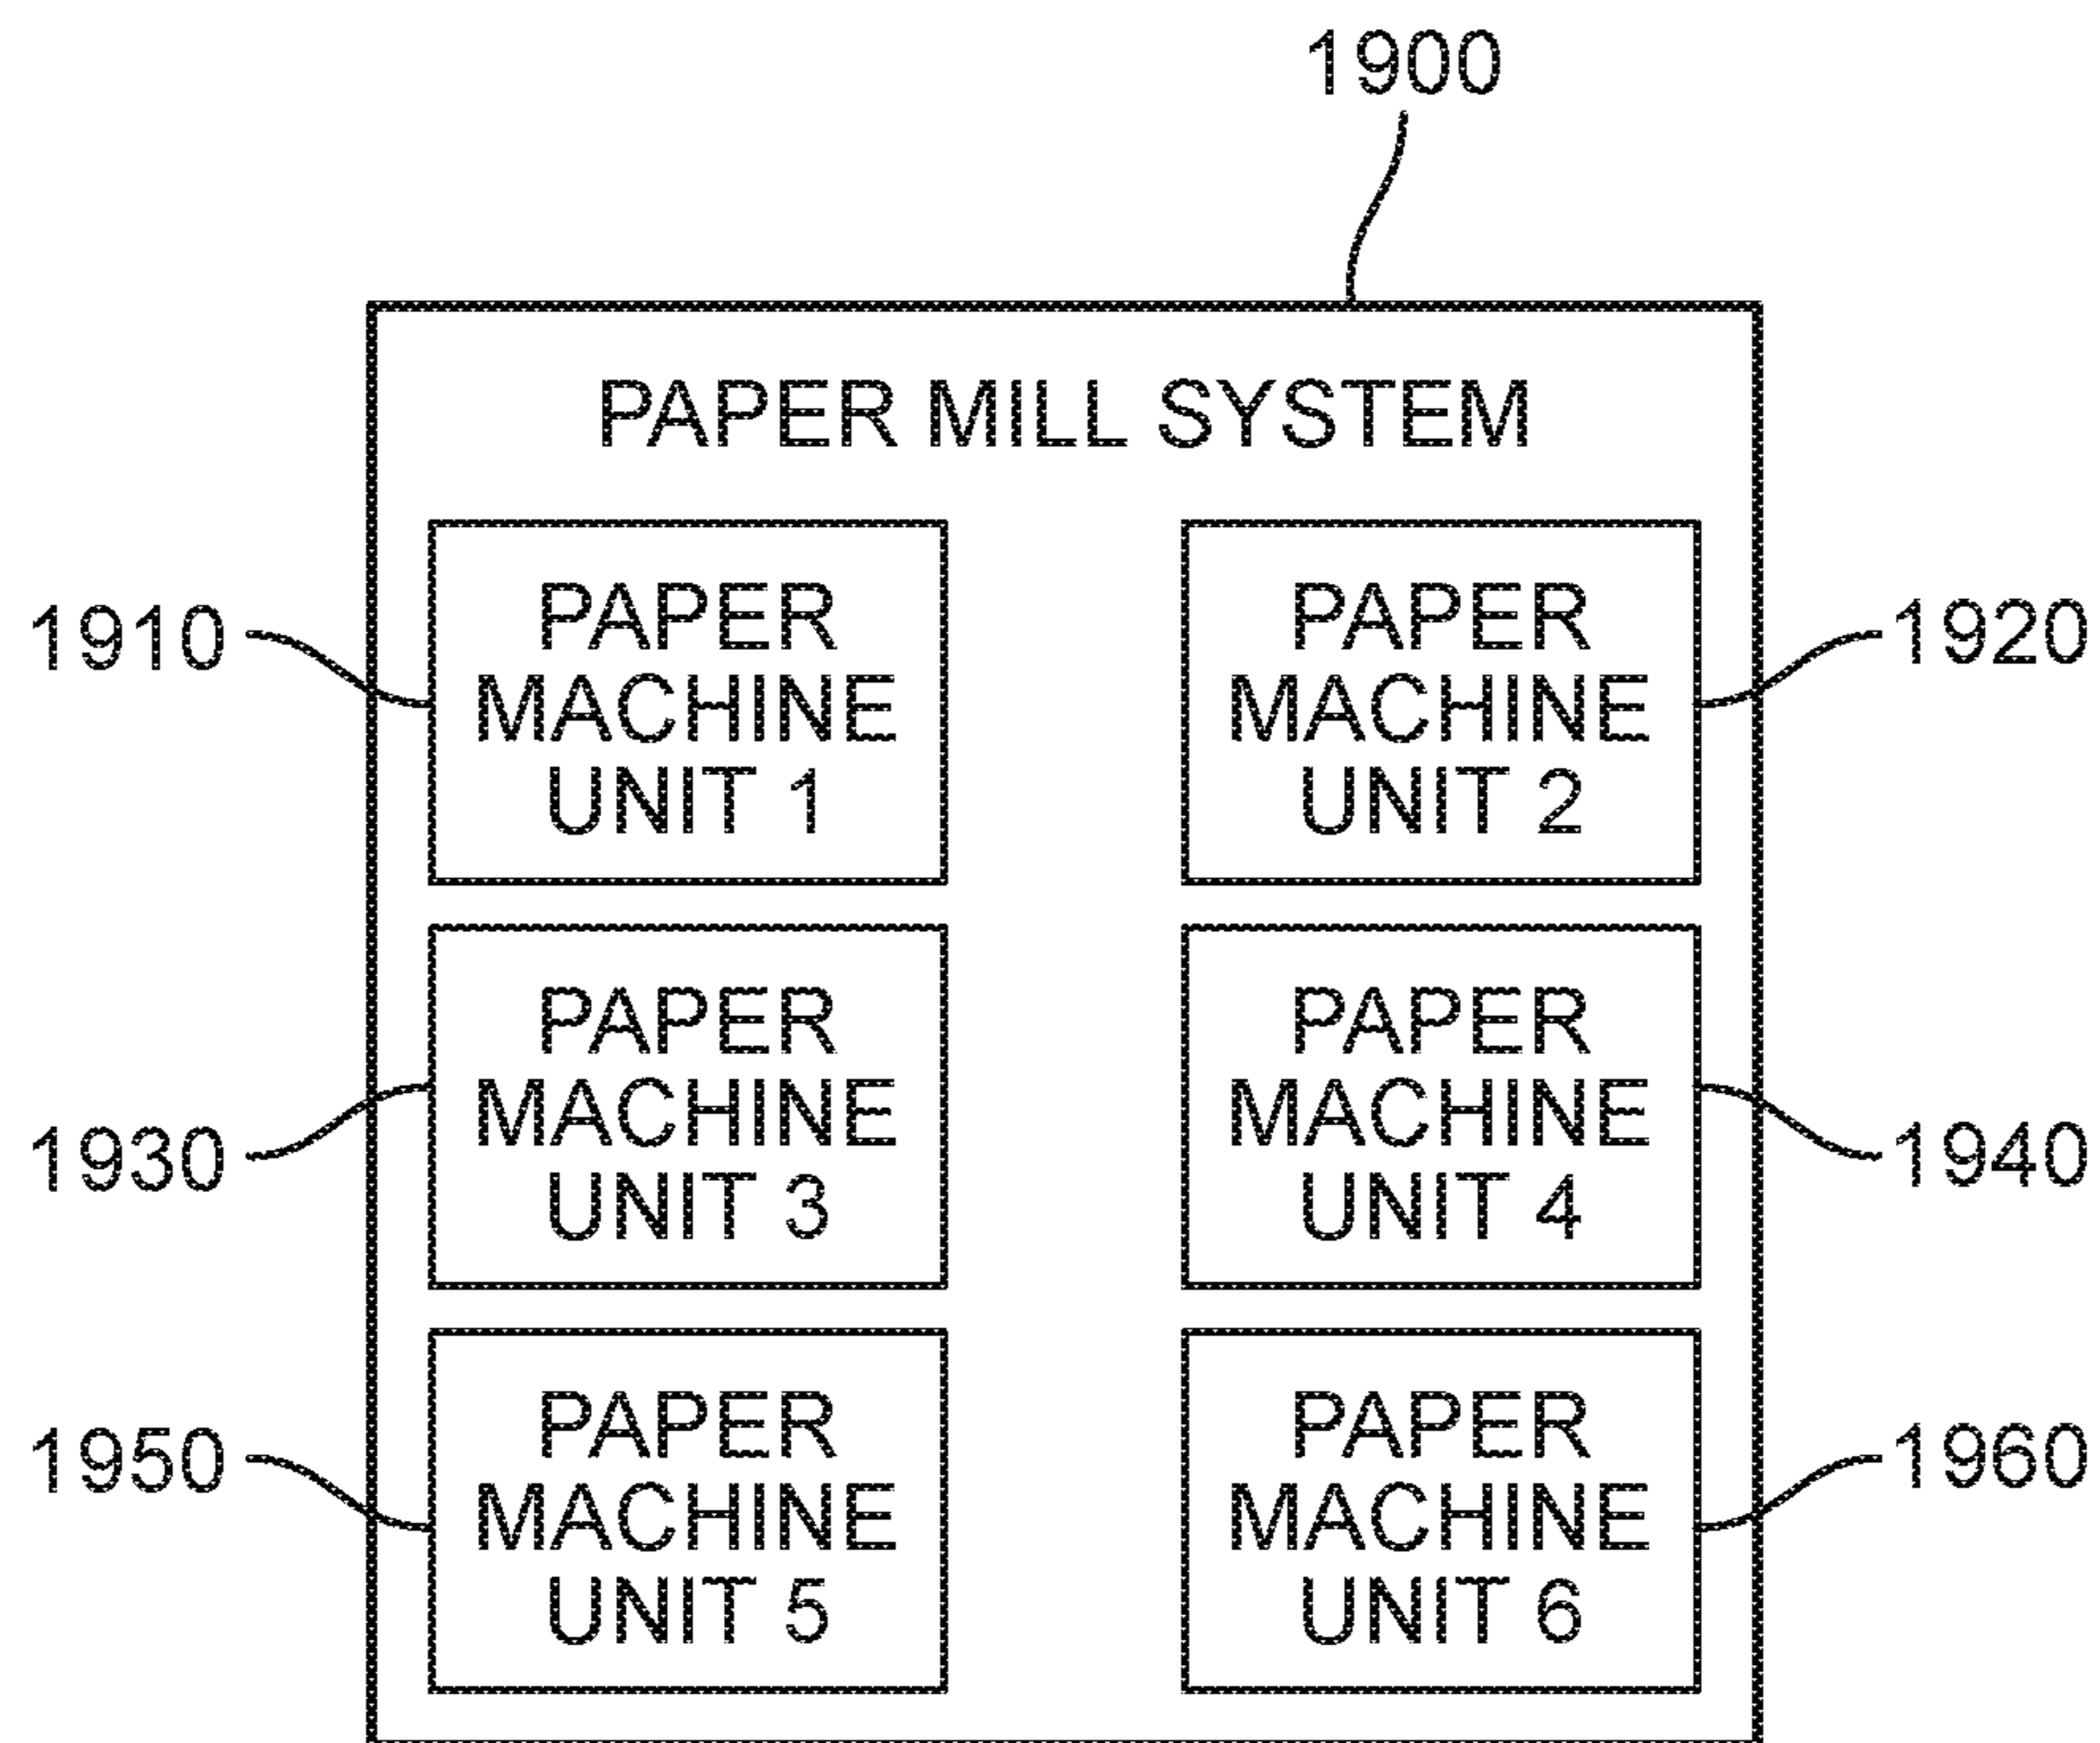 1900
PAPER MILL SYSTEM
1910
PAPER
MACHINE
UNIT 1
PAPER
MACHINE
UNIT 2
1920
1930
PAPER
MACHINE
UNIT 3
PAPER
MACHINE
UNIT 4
1940
1950
PAPER
MACHINE
UNIT 5
PAPER
MACHINE
UNIT 6
1960